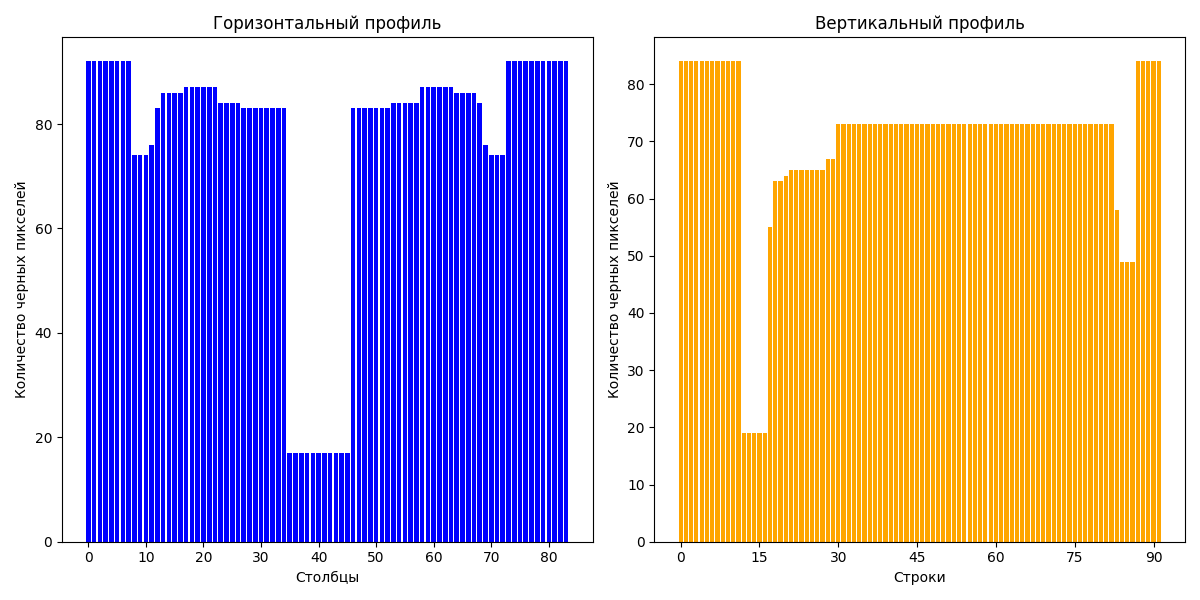 Горизонтальный профиль
Количество черных пикселей
80
60
40
20
0
0 10 20 30 40 50 60 70 80
Столбцы
Вертикальный профиль
Количество черных пикселей
80
70
60
50
40
30
20
10
0
0 15 30 45 60 75 90
Строки